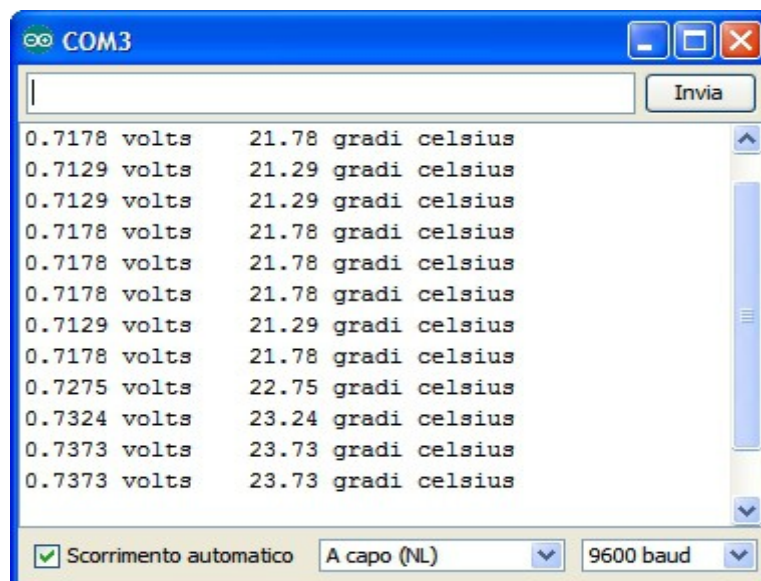 COM3
Invia
0.7178 volts 21.78 gradi celsius
0.7129 volts 21.29 gradi celsius
0.7129 volts 21.29 gradi celsius
0.7178 volts 21.78 gradi celsius
0.7178 volts 21.78 gradi celsius
0.7178 volts 21.78 gradi celsius
0.7129 volts 21.29 gradi celsius
0.7178 volts 21.78 gradi celsius
0.7275 volts 22.75 gradi celsius
0.7324 volts 23.24 gradi celsius
0.7373 volts 23.73 gradi celsius
0.7373 volts 23.73 gradi celsius
Scorrimento automatico A capo (NL) 9600 baud